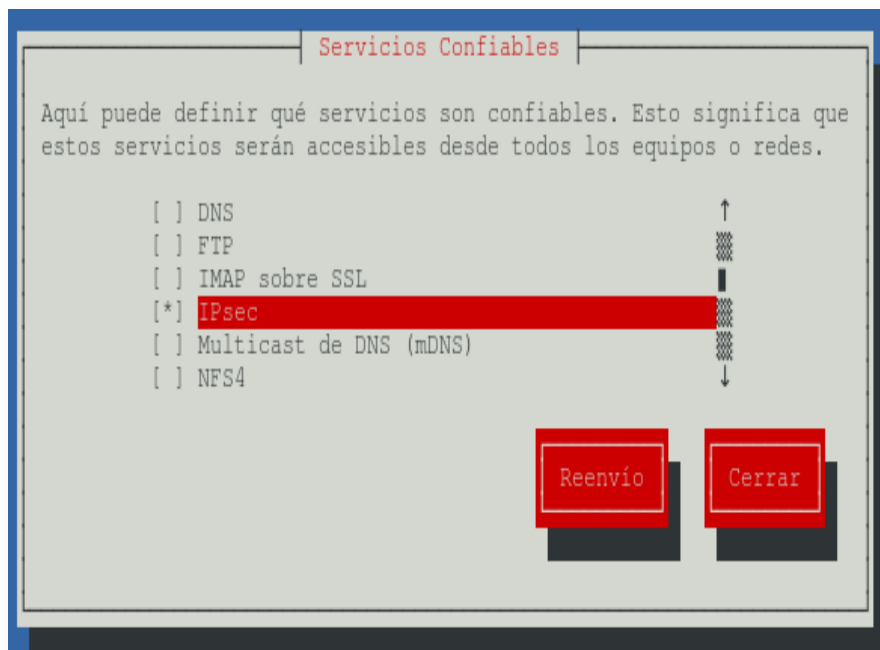 Servicios Confiables
Aquí puede definir qué servicios son confiables. Esto significa que
estos servicios serán accesibles desde todos los equipos o redes.
[ ] DNS
[ ] FTP
[ ] IMAP sobre SSL
[*] IPsec
[ ] Multicast de DNS (mDNS)
[ ] NFS4
Reenvío
Cerrar